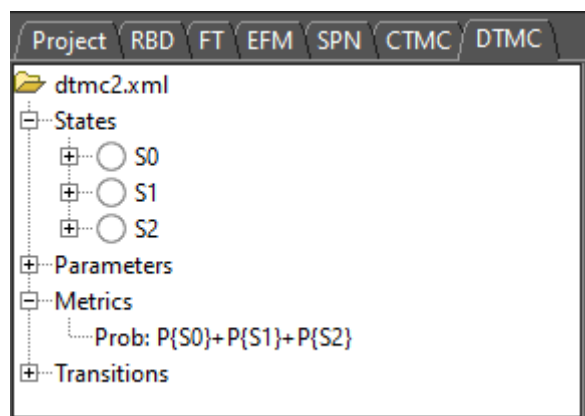 Project RBD FT EFM SPN CTMC DTMC
dtmc2.xml
States
S0
S1
S2
Parameters
Metrics
Prob: P{S0}+P{S1}+P{S2}
Transitions